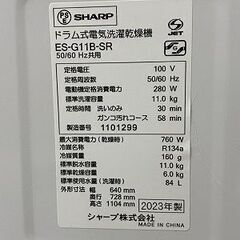 PS E
SHARP
JET
ドラム式電気洗濯乾燥機
ES-G11B-SR
50/60 Hz共用
定格電圧 100 V
定格周波数 50/60 Hz
電動機定格消費電力 280 W
標準洗濯容量 11.0 kg
定格時間 洗いのみ 30 min
ガンコ汚れコース 58 min
製造番号 1101299
最大消費電力(乾燥時) 760 W
冷媒名称 R134a
冷媒量 160 g
標準脱水容量 11.0 kg
標準乾燥容量 6.0 kg
標準使用水量(洗濯時) 84 L
外形寸法 幅 640 mm
奥行 728 mm
高さ 1104 mm
2023年製
シャープ株式会社
MADE IN CHINA